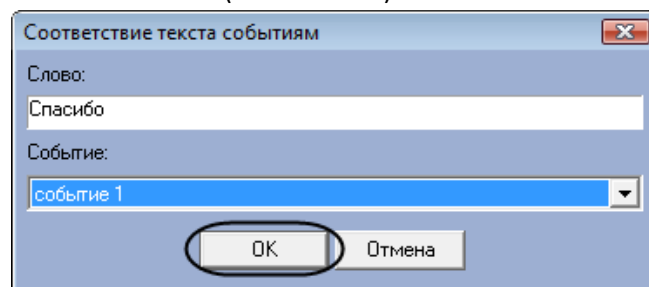 Соответствие текста событиям
Слово:
Спасибо
Событие:
событие 1
OK
Отмена